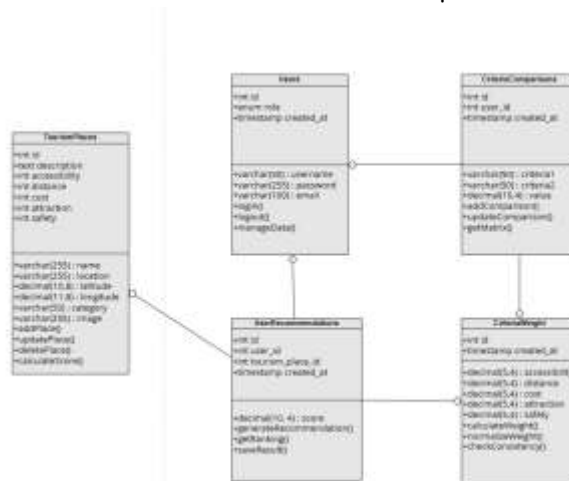 TourismPlaces
+int id
+text description
+int accessibility
+int distance
+int cost
+int attraction
+int safety
+varchar(255) : name
+varchar(255) : location
+decimal(10,8) : latitude
+decimal(11,8) : longitude
+varchar(50) : category
+varchar(255) : image
+addPlace()
+updatePlace()
+deletePlace()
+calculateScore()
Users
+int id
+enum role
+timestamp created_at
+varchar(50) : username
+varchar(255) : password
+varchar(100) : email
+login()
+logout()
+manageData()
CriteriaComparisons
+int id
+int user_id
+timestamp created_at
+varchar(50) : criteria1
+varchar(50) : criteria2
+decimal(10,4) : value
+addComparison()
+updateComparison()
+getMatrix()
UserRecommendations
+int id
+int user_id
+int tourism_place_id
+timestamp created_at
+decimal(10, 4) : score
+generateRecommendation()
+getRanking()
+saveResult()
CriteriaWeight
+int id
+timestamp created_at
+decimal(5,4) : accessibility
+decimal(5,4) : distance
+decimal(5,4) : cost
+decimal(5,4) : attraction
+decimal(5,4) : safety
+calculateWeight()
+normalizeWeight()
+checkConsistency()